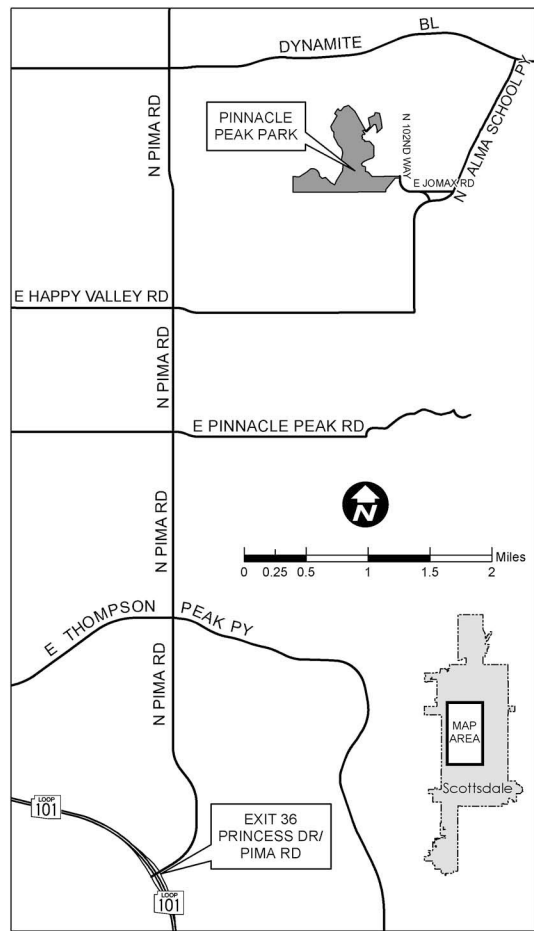 DYNAMITE BL
N PIMA RD
PINNACLE
PEAK PARK
N 102ND WAY
N ALMA SCHOOL PY
E JOMAX RD
E HAPPY VALLEY RD
N PIMA RD
E PINNACLE PEAK RD
N PIMA RD
N
Miles
0 0.25 0.5 1 1.5 2
E THOMPSON PEAK PY
N PIMA RD
MAP
AREA
Scottsdale
LOOP
101
EXIT 36
PRINCESS DR/
PIMA RD
LOOP
101